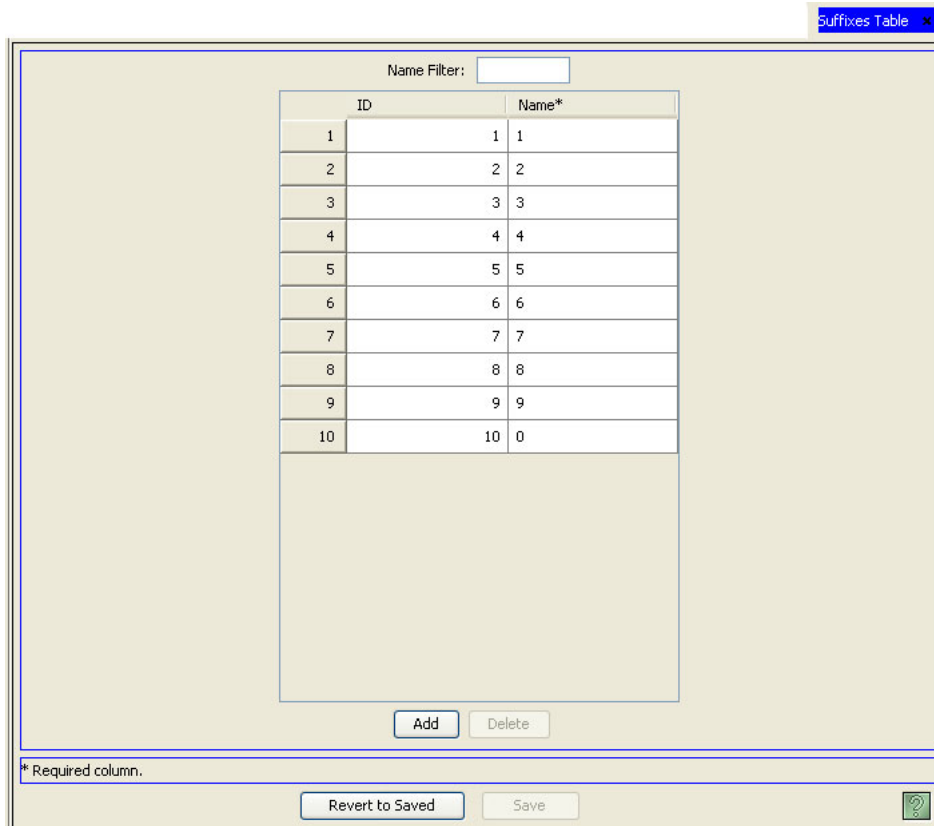 Suffixes Table ×
Name Filter:
ID Name*
1 1 1
2 2 2
3 3 3
4 4 4
5 5 5
6 6 6
7 7 7
8 8 8
9 9 9
10 10 0
Add Delete
* Required column.
Revert to Saved Save ?